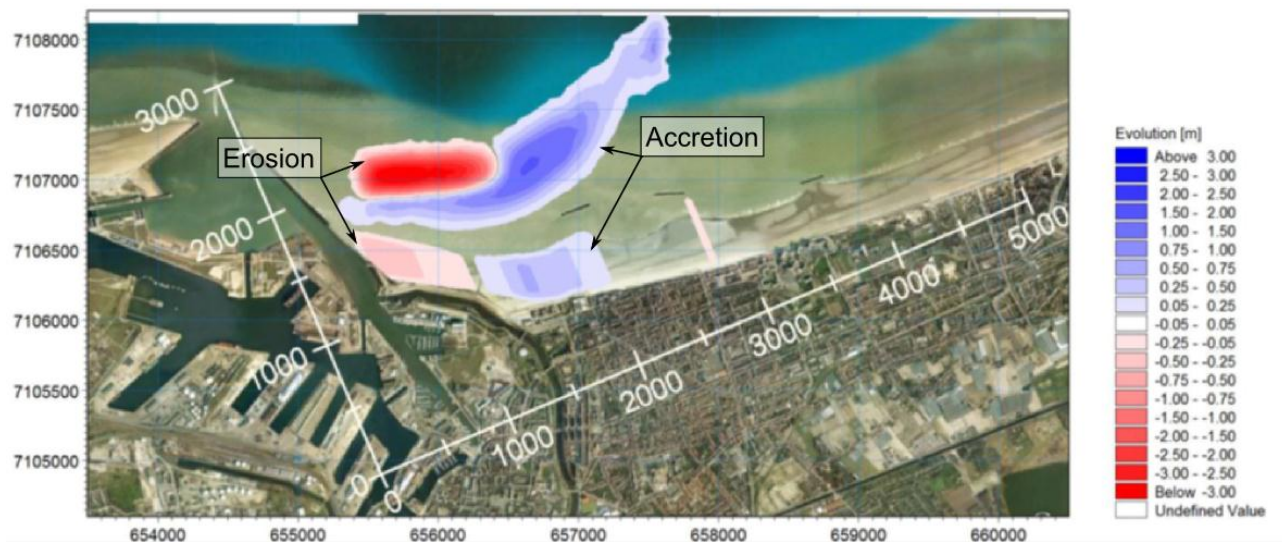 7108000
7107500
7107000
7106500
7106000
7105500
7105000
654000
655000
656000
657000
658000
659000
660000
3000
2000
1000
0
0
1000
2000
3000
4000
5000
Erosion
Accretion
Evolution [m]
Above 3.00
2.50 - 3.00
2.00 - 2.50
1.50 - 2.00
1.00 - 1.50
0.75 - 1.00
0.50 - 0.75
0.25 - 0.50
0.05 - 0.25
-0.05 - 0.05
-0.25 - -0.05
-0.50 - -0.25
-0.75 - -0.50
-1.00 - -0.75
-1.50 - -1.00
-2.00 - -1.50
-2.50 - -2.00
-3.00 - -2.50
Below -3.00
Undefined Value